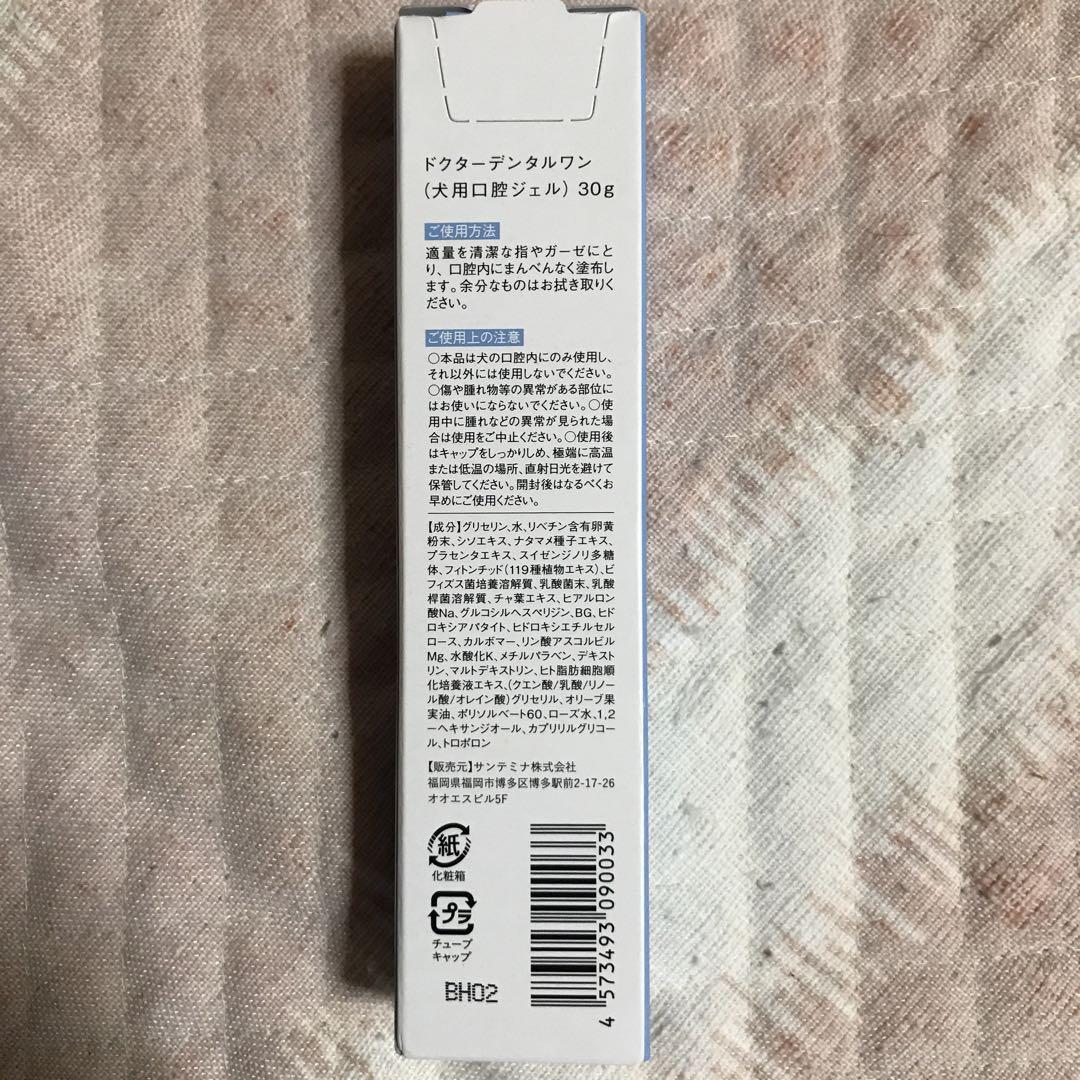 ドクターデンタルワン
(犬用口腔ジェル) 30g
ご使用方法
適量を清潔な指やガーゼにと
り、口腔内にまんべんなく塗布し
ます。余分なものはお拭き取りく
ださい。
ご使用上の注意
○本品は犬の口腔内にのみ使用し、
それ以外には使用しないでください。
○傷や腫れ物等の異常がある部位に
はお使いにならないでください。○使
用中に腫れなどの異常が見られた場
合は使用をご中止ください。○使用後
はキャップをしっかりしめ、極端に高温
または低温の場所、直射日光を避けて
保管してください。開封後はなるべくお
早めにご使用ください。
【成分】グリセリン、水、リベチン含有卵黄
粉末、シソエキス、ナタマメ種子エキス、
プラセンタエキス、スイゼンジノリ多糖
体、フィトンチッド(119種植物エキス)、ビ
フィズス菌培養溶解質、乳酸菌末、乳酸
桿菌溶解質、チャ葉エキス、ヒアルロン
酸Na、グルコシルヘスペリジン、BG、ヒド
ロキシアパタイト、ヒドロキシエチルセル
ロース、カルボマー、リン酸アスコルビル
Mg、水酸化K、メチルパラベン、デキスト
リン、マルトデキストリン、ヒト脂肪細胞順
化培養液エキス、(クエン酸/乳酸/リノー
ル酸/オレイン酸)グリセリル、オリーブ果
実油、ポリソルベート60、ローズ水、1,2
ーヘキサンジオール、カプリリルグリコー
ル、トロポロン
【販売元】サンテミナ株式会社
福岡県福岡市博多区博多駅前2-17-26
オオエスビル5F
紙
化粧箱
プラ
チューブ
キャップ
BH02
4 573493 090033